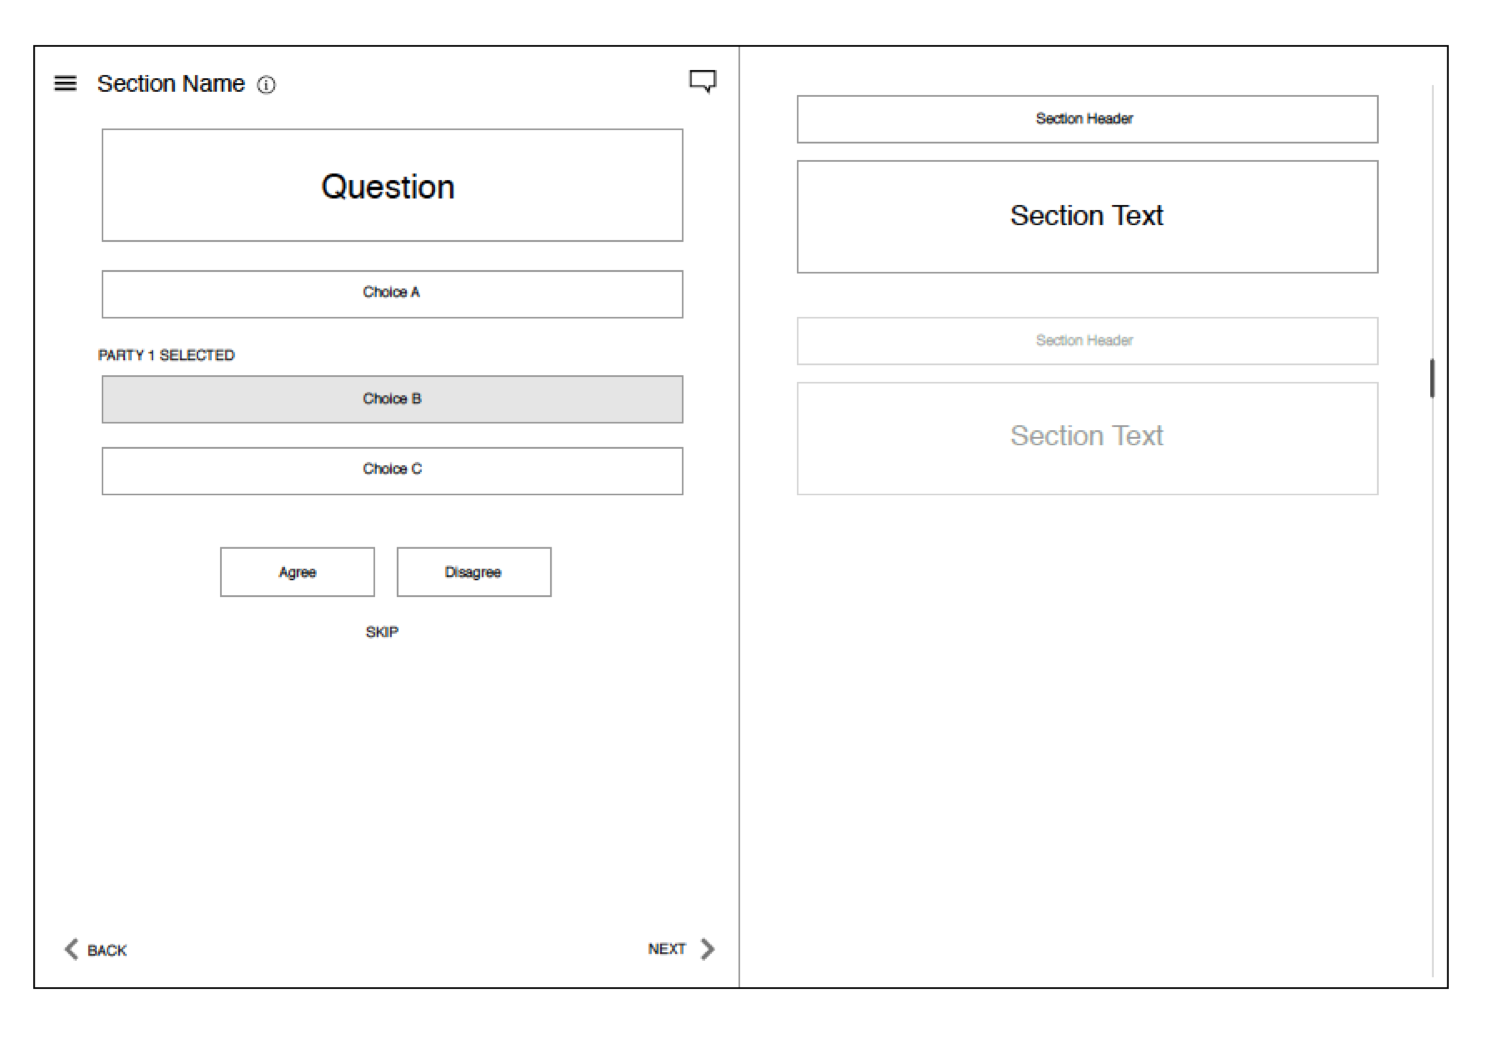 Section Name
Question
Choice A
PARTY 1 SELECTED
Choice B
Choice C
Agree
Disagree
SKIP
BACK
NEXT
Section Header
Section Text
Section Header
Section Text